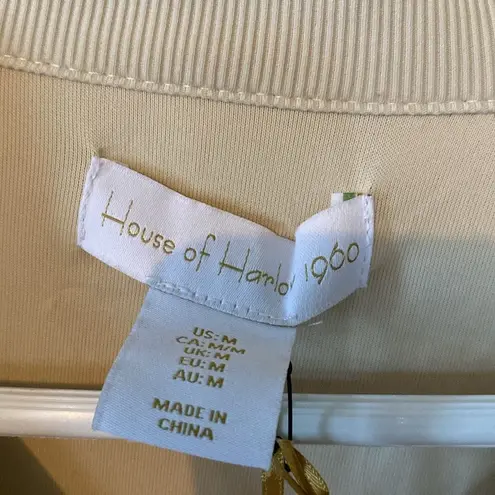 House of Harlow 1960
US: M
CA: M/M
UK: M
EU: M
AU: M
MADE IN
CHINA